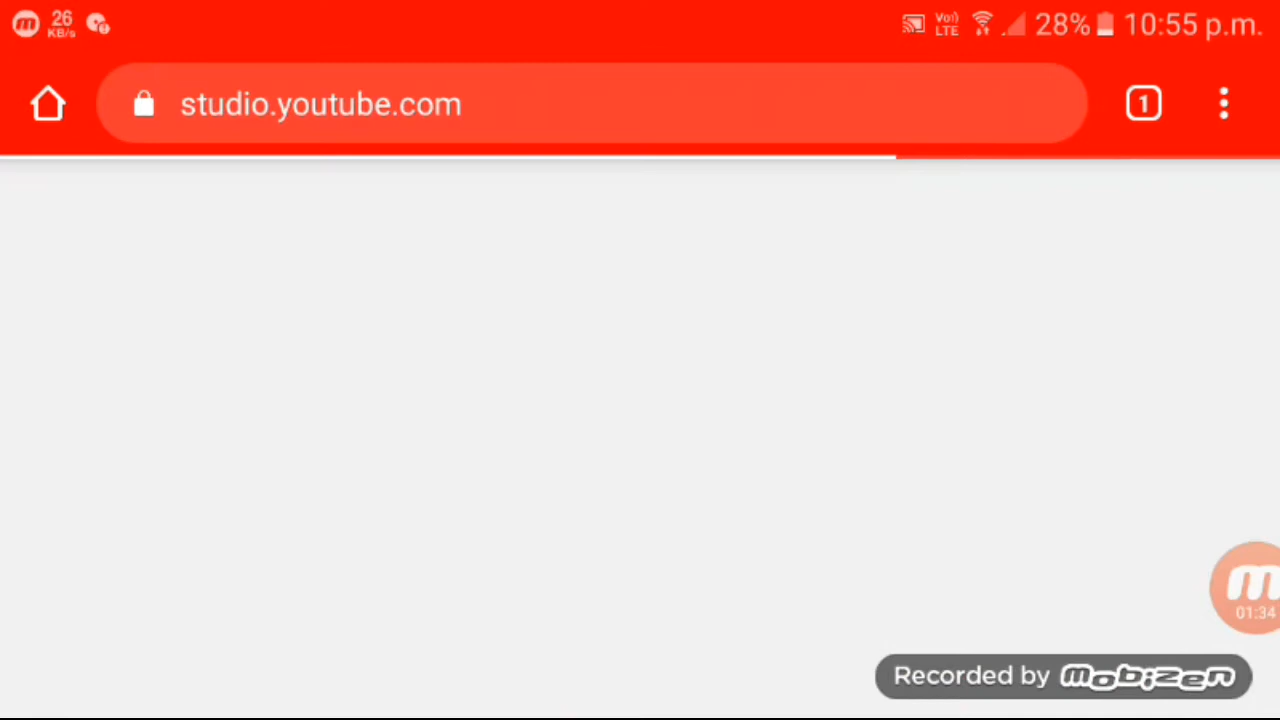 26
KB/s
Vo))
LTE
28%
10:55 p.m.
studio.youtube.com
1
m
01:34
Recorded by mobizen